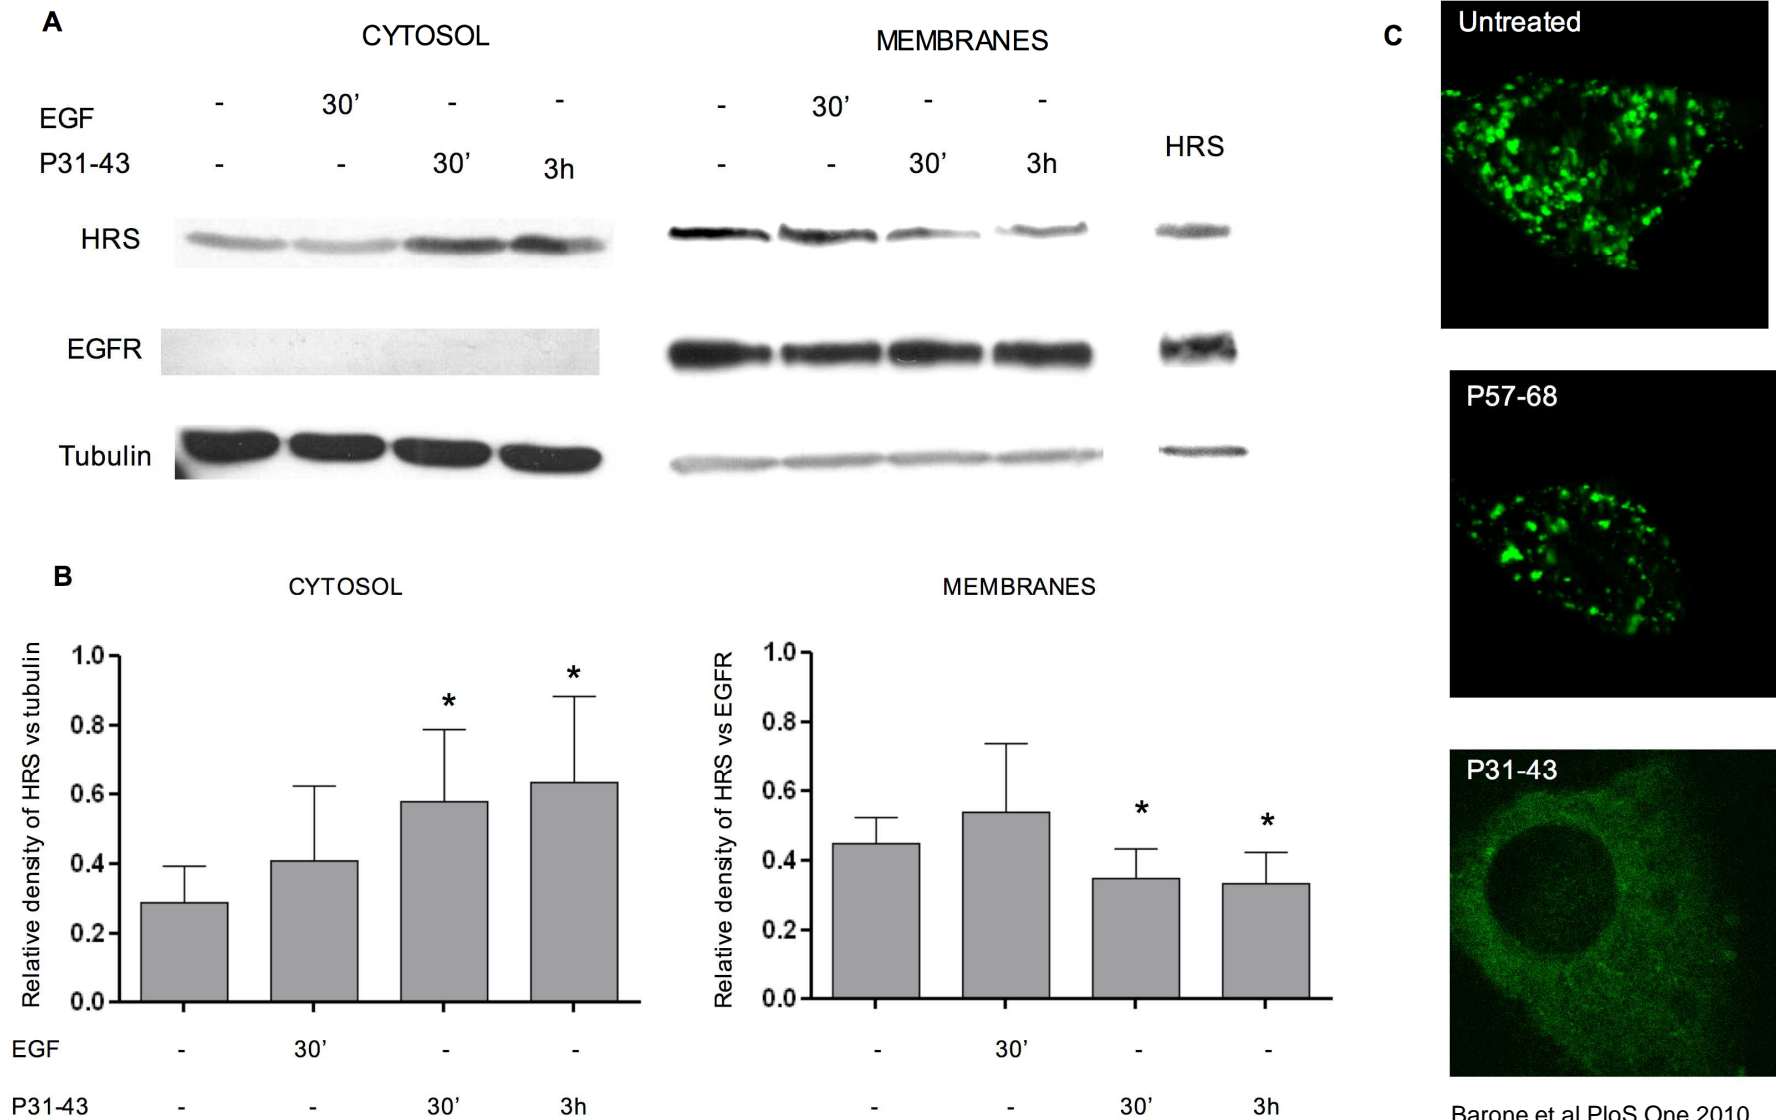 A
CYTOSOL
MEMBRANES
EGF - 30’ - - - 30’ - -
P31-43 - - 30’ 3h - - 30’ 3h
HRS
HRS
EGFR
Tubulin
B
CYTOSOL
Relative density of HRS vs tubulin
1.0
0.8
0.6
0.4
0.2
0.0
* *
EGF - 30’ - -
P31-43 - - 30’ 3h
MEMBRANES
Relative density of HRS vs EGFR
1.0
0.8
0.6
0.4
0.2
0.0
* *
- 30’ - -
- - 30’ 3h
C
Untreated
P57-68
P31-43
Barone et al PloS One 2010